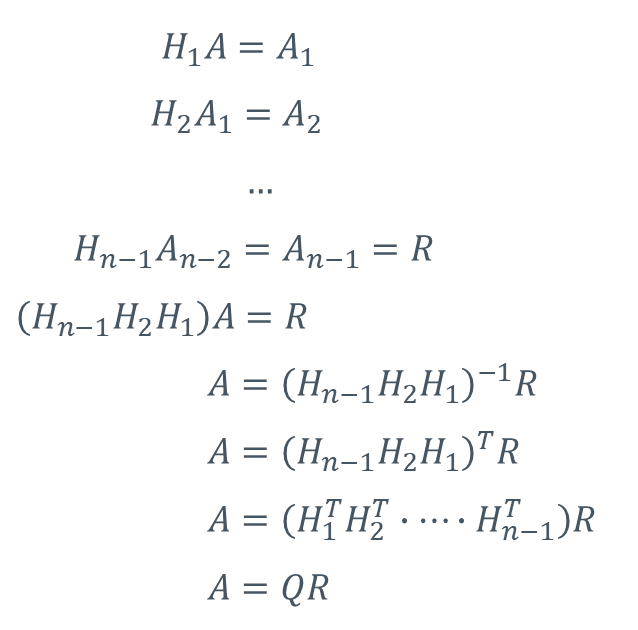 H₁A = A₁
H₂A₁ = A₂
...
Hₙ₋₁Aₙ₋₂ = Aₙ₋₁ = R
(Hₙ₋₁H₂H₁)A = R
A = (Hₙ₋₁H₂H₁)⁻¹R
A = (Hₙ₋₁H₂H₁)ᵀR
A = (H₁ᵀH₂ᵀ · ⋯ · Hₙ₋₁ᵀ)R
A = QR